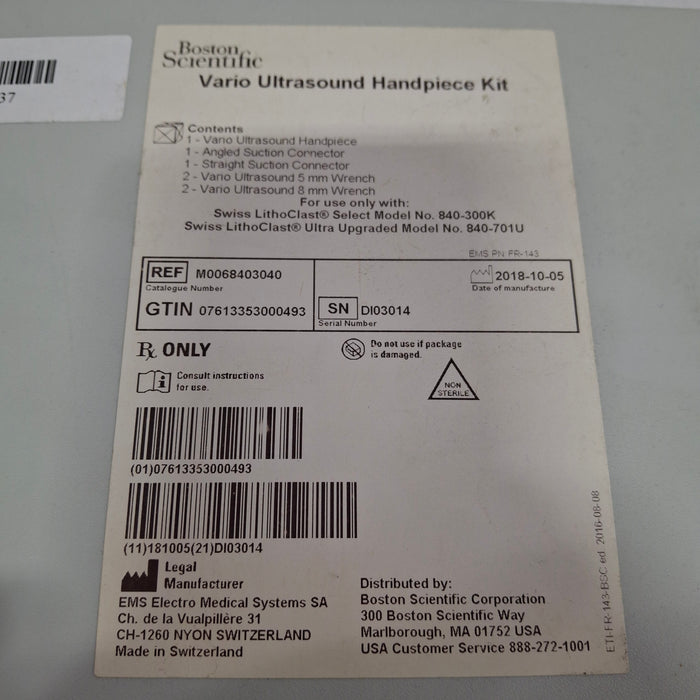 37
Boston
Scientific
Vario Ultrasound Handpiece Kit
Contents
1 - Vario Ultrasound Handpiece
1 - Angled Suction Connector
1 - Straight Suction Connector
2 - Vario Ultrasound 5 mm Wrench
2 - Vario Ultrasound 8 mm Wrench
For use only with:
Swiss LithoClast® Select Model No. 840-300K
Swiss LithoClast® Ultra Upgraded Model No. 840-701U
EMS PN FR-143
REF M0068403040
Catalogue Number
2018-10-05
Date of manufacture
GTIN 07613353000493
SN DI03014
Serial Number
Rx ONLY
Do not use if package
is damaged.
Consult instructions
for use.
NON
STERILE
(01)07613353000493
(11)181005(21)DI03014
Legal
Manufacturer
EMS Electro Medical Systems SA
Ch. de la Vualpillère 31
CH-1260 NYON SWITZERLAND
Made in Switzerland
Distributed by:
Boston Scientific Corporation
300 Boston Scientific Way
Marlborough, MA 01752 USA
USA Customer Service 888-272-1001
ETI-FR-143-BSC ed. 2016-08-08